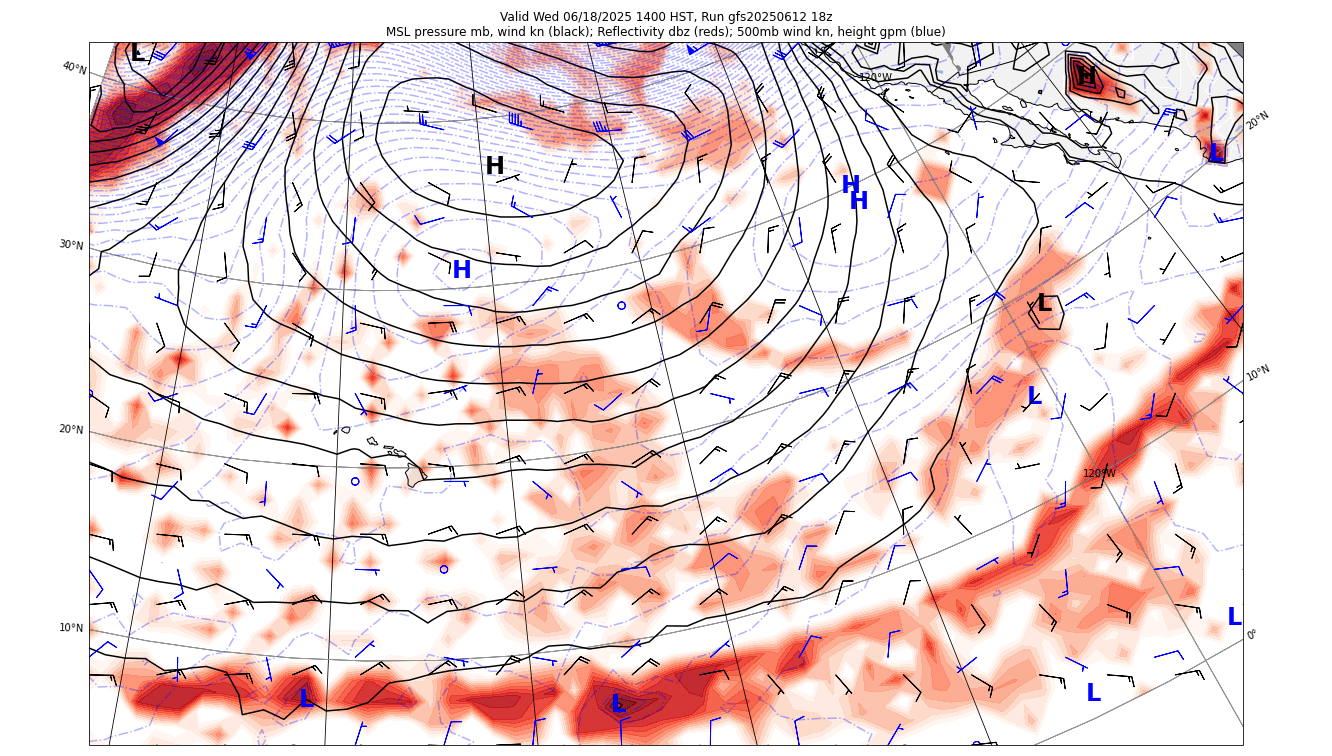 Valid Wed 06/18/2025 1400 HST, Run gfs20250612 18z
MSL pressure mb, wind kn (black); Reflectivity dbz (reds); 500mb wind kn, height gpm (blue)
L
40°N
120°W
H
20°N
L
H
H
H
30°N
H
L
10°N
L
20°N
120°W
10°N
L
0°
L
L
L